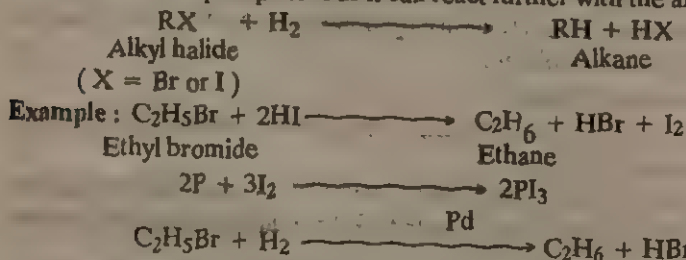 RX + H₂ ⟶ RH + HX
Alkyl halide Alkane
(X = Br or I)
Example : C₂H₅Br + 2HI ⟶ C₂H₆ + HBr + I₂
Ethyl bromide Ethane
2P + 3I₂ ⟶ 2PI₃
Pd
C₂H₅Br + H₂ ⟶ C₂H₆ + HBr